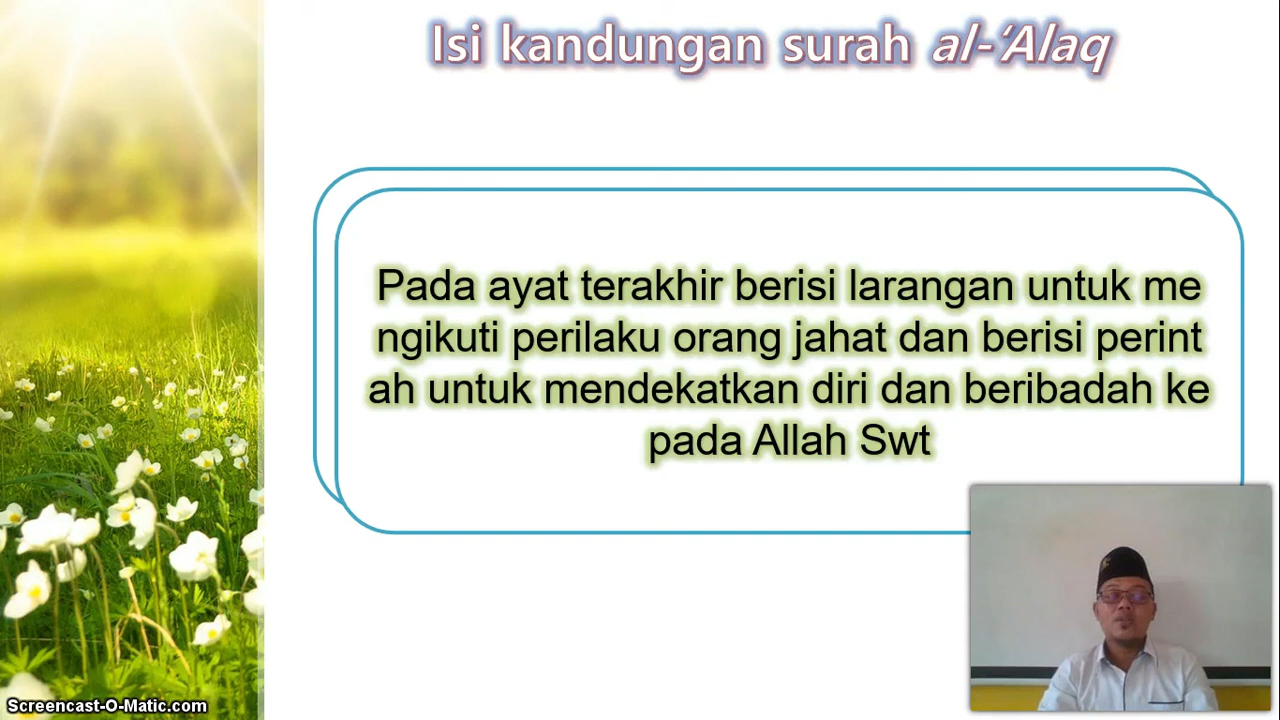 Isi kandungan surah al-‘Alaq
Pada ayat terakhir berisi larangan untuk me
ngikuti perilaku orang jahat dan berisi perint
ah untuk mendekatkan diri dan beribadah ke
pada Allah Swt
Screencast-O-Matic.com